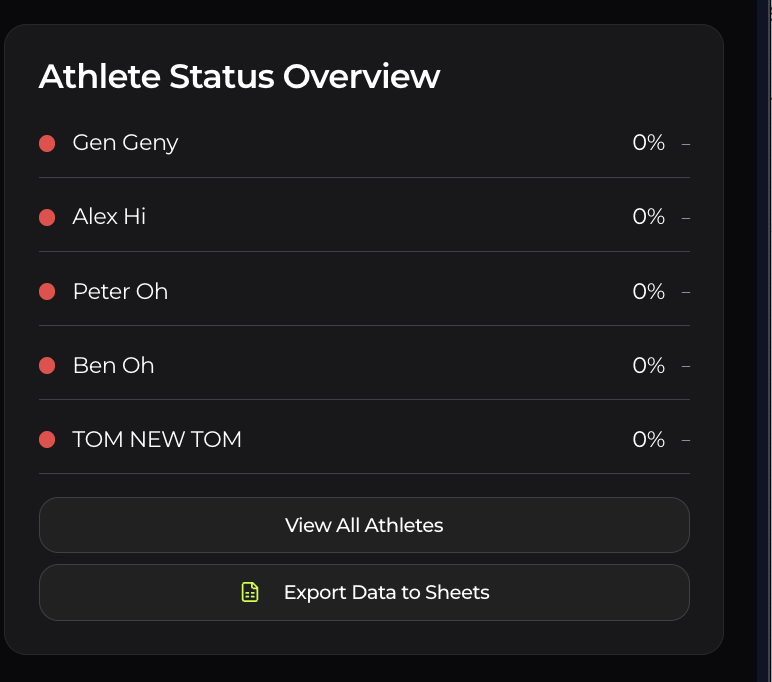 Athlete Status Overview
Gen Geny 0% –
Alex Hi 0% –
Peter Oh 0% –
Ben Oh 0% –
TOM NEW TOM 0% –
View All Athletes
Export Data to Sheets